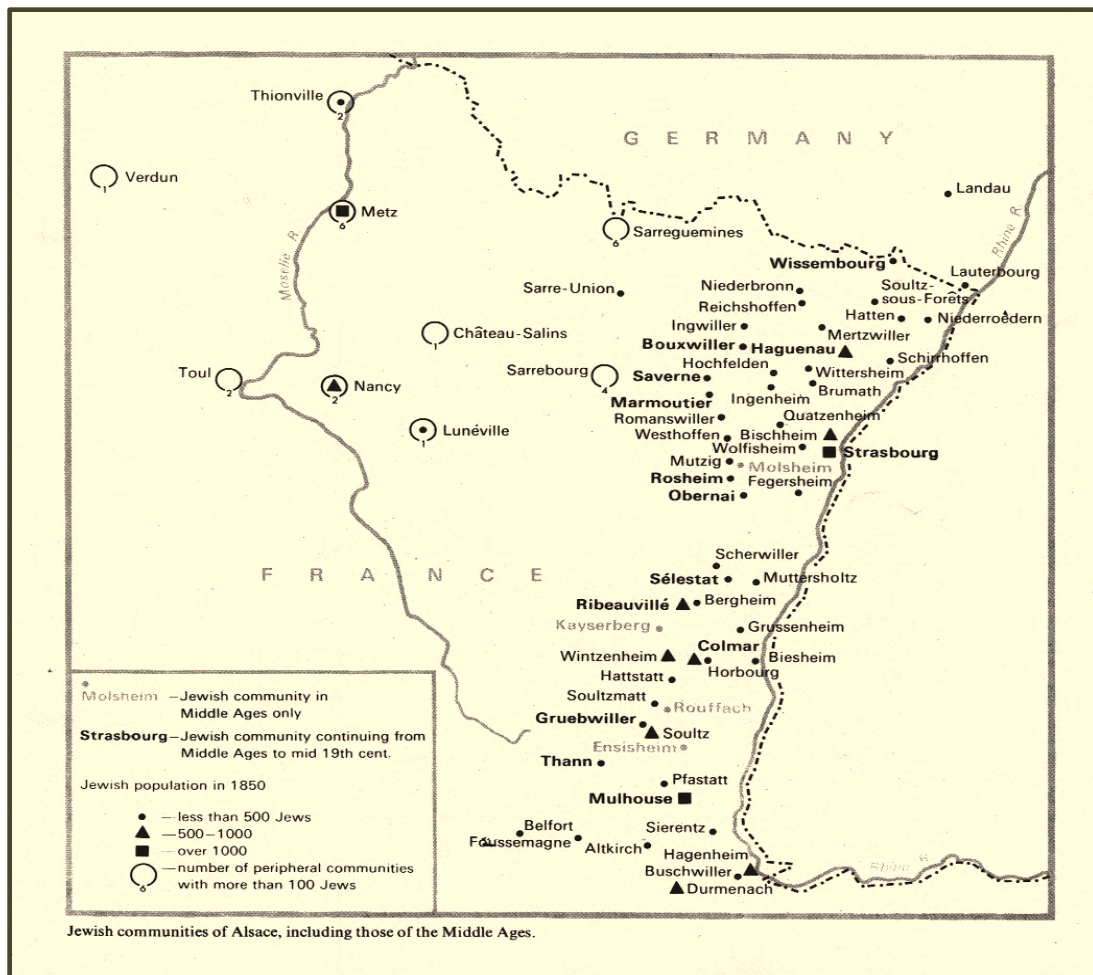 Thionville
2
GERMANY
Verdun
1
Landau
Metz
6
Sarreguemines
6
Rhine R.
Moselle R.
Wissembourg
Lauterbourg
Sarre-Union
Niederbronn
Soultz-
sous-Forêts
Reichshoffen
Hatten
Niederroedern
Ingwiller
Mertzwiller
Château-Salins
1
Bouxwiller
Haguenau
Schirrhoffen
Hochfelden
Wittersheim
Toul
2
Nancy
2
Sarrebourg
4
Saverne
Brumath
Ingenheim
Marmoutier
Quatzenheim
Romanswiller
Lunéville
1
Westhoffen
Bischheim
Wolfisheim
Strasbourg
Mutzig
Molsheim
Rosheim
Fegersheim
Obernai
FRANCE
Scherwiller
Sélestat
Muttersholtz
Ribeauvillé
Bergheim
Kayserberg
Grussenheim
Colmar
Wintzenheim
Horbourg
Biesheim
Hattstatt
Soultzmatt
Rouffach
Gruebwiller
Soultz
Ensisheim
Thann
Pfastatt
Mulhouse
Belfort
Foussemagne
Altkirch
Sierentz
Hagenheim
Buschwiller
Durmenach
Rhine R.
Molsheim —Jewish community in
Middle Ages only
Strasbourg—Jewish community continuing from
Middle Ages to mid 19th cent.
Jewish population in 1850
—less than 500 Jews
—500–1000
—over 1000
—number of peripheral communities
6 with more than 100 Jews
Jewish communities of Alsace, including those of the Middle Ages.